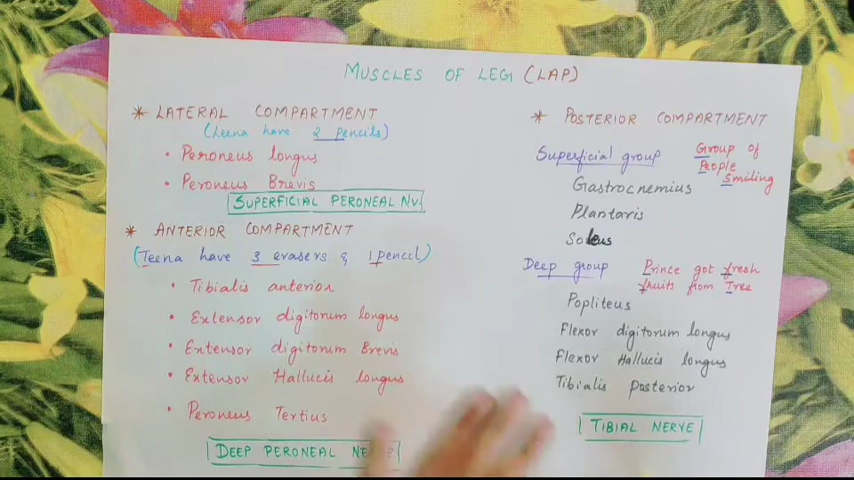 MUSCLES OF LEG (LAP)
* LATERAL COMPARTMENT
(Leena have 2 pencils)
• Peroneus longus
• Peroneus Brevis
SUPERFICIAL PERONEAL NV.
* ANTERIOR COMPARTMENT
(Teena have 3 erasers & 1 pencil)
• Tibialis anterior
• Extensor digitorum longus
• Extensor digitorum Brevis
• Extensor Hallucis longus
• Peroneus Tertius
DEEP PERONEAL NERVE
* POSTERIOR COMPARTMENT
Superficial group
Group of
People
Smiling
Gastrocnemius
Plantaris
Soleus
Deep group
Prince got fresh
fruits from Tree
Popliteus
Flexor digitorum longus
Flexor Hallucis longus
Tibialis Posterior
TIBIAL NERVE